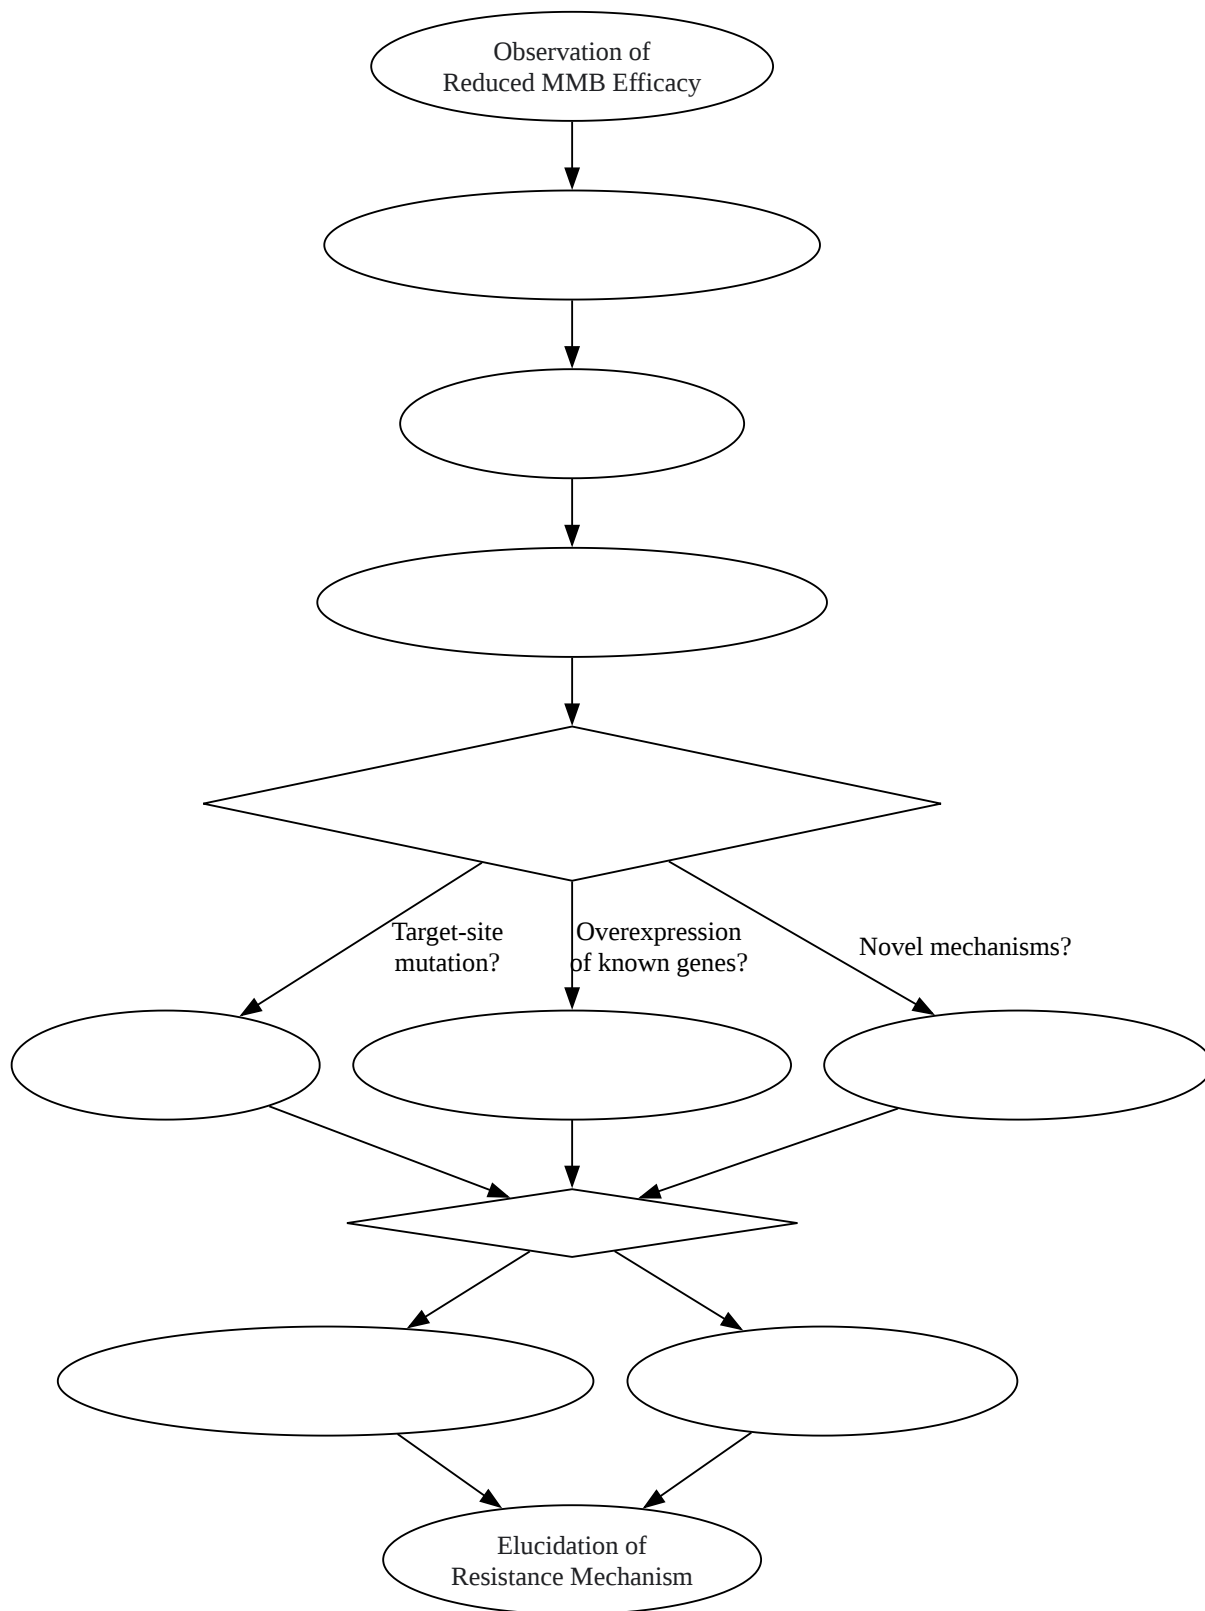 Observation of
Reduced MMB Efficacy
Target-site
mutation?
Overexpression
of known genes?
Novel mechanisms?
Elucidation of
Resistance Mechanism